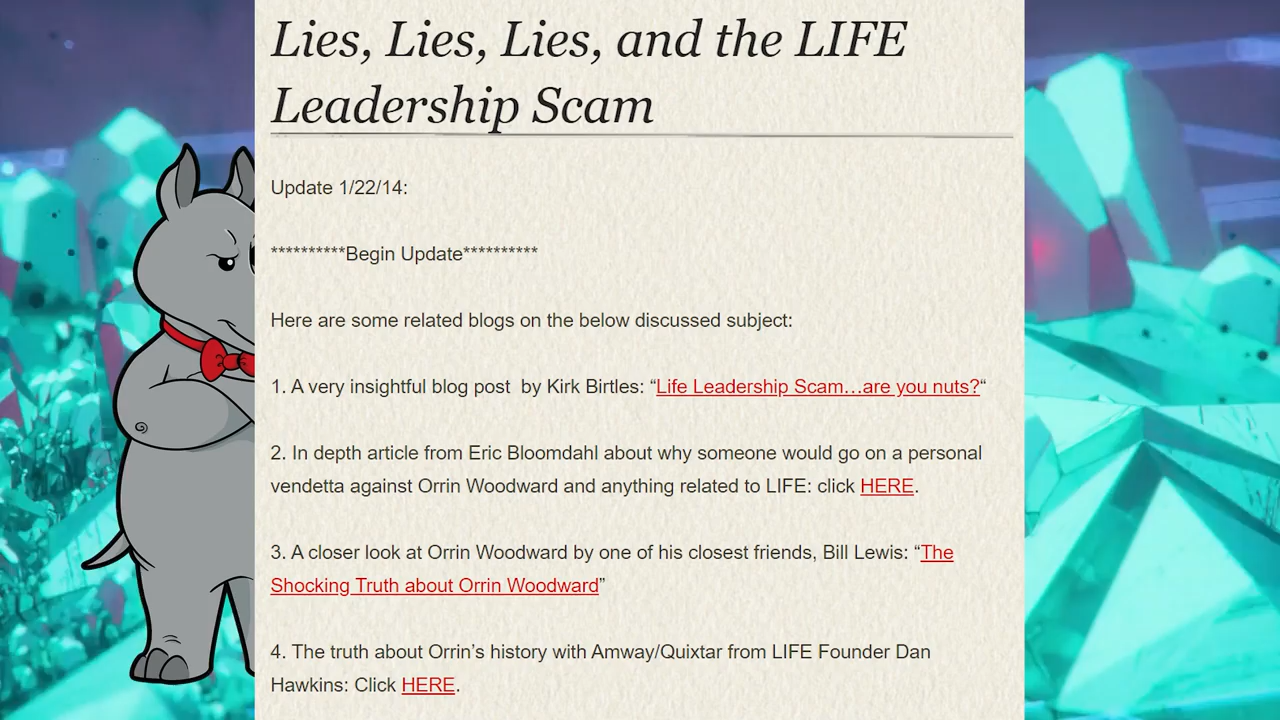 Lies, Lies, Lies, and the LIFE
Leadership Scam
Update 1/22/14:
**********Begin Update**********
Here are some related blogs on the below discussed subject:
1. A very insightful blog post  by Kirk Birtles: “Life Leadership Scam…are you nuts?“
2. In depth article from Eric Bloomdahl about why someone would go on a personal
vendetta against Orrin Woodward and anything related to LIFE: click HERE.
3. A closer look at Orrin Woodward by one of his closest friends, Bill Lewis: “The
Shocking Truth about Orrin Woodward”
4. The truth about Orrin’s history with Amway/Quixtar from LIFE Founder Dan
Hawkins: Click HERE.